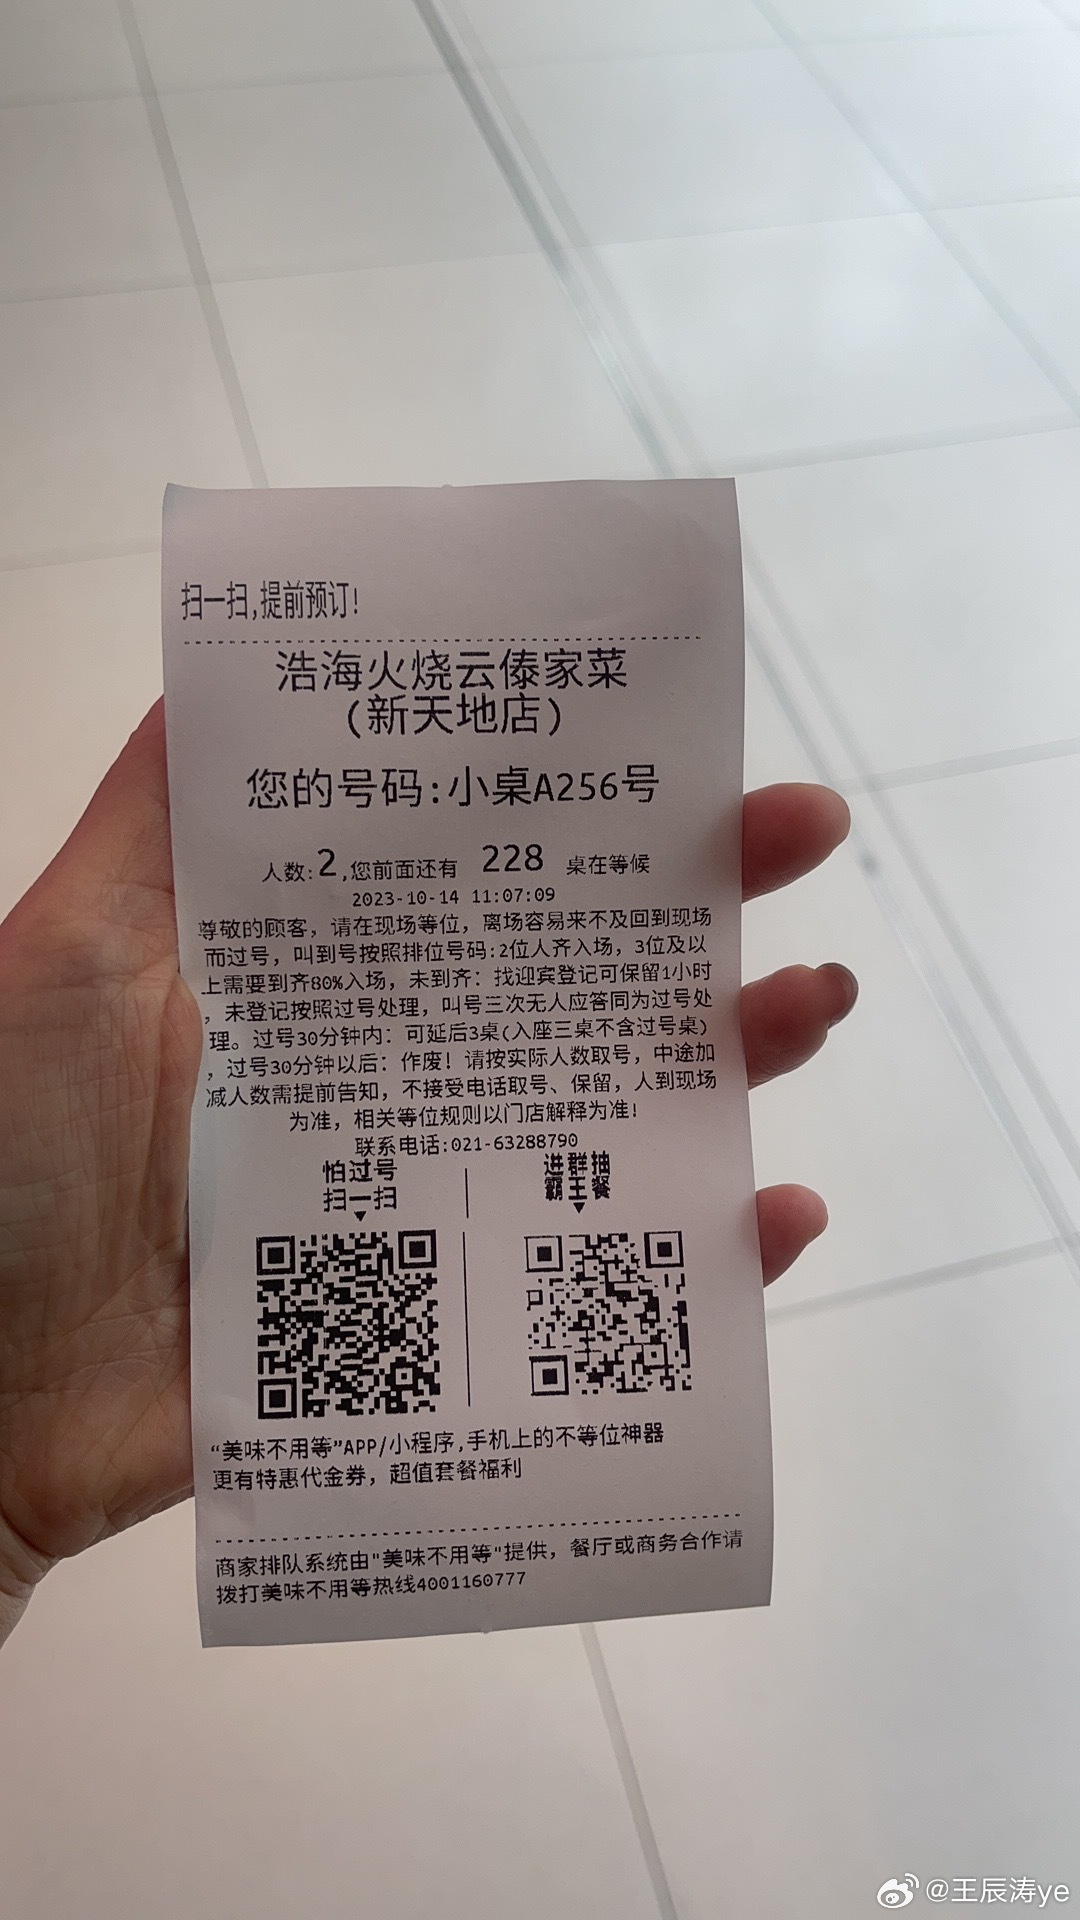 扫一扫,提前预订!
浩海火烧云傣家菜
(新天地店)
您的号码:小桌A256号
人数:2,您前面还有 228 桌在等候
2023-10-14 11:07:09
尊敬的顾客，请在现场等位，离场容易来不及回到现场
而过号，叫到号按照排位号码:2位人齐入场，3位及以
上需要到齐80%入场，未到齐：找迎宾登记可保留1小时
，未登记按照过号处理，叫号三次无人应答同为过号处
理。过号30分钟内：可延后3桌(入座三桌不含过号桌)
，过号30分钟以后：作废！请按实际人数取号，中途加
减人数需提前告知，不接受电话取号、保留，人到现场
为准，相关等位规则以门店解释为准!
联系电话:021-63288790
怕过号
扫一扫
进群抽
霸王餐
“美味不用等”APP/小程序,手机上的不等位神器
更有特惠代金券，超值套餐福利
商家排队系统由"美味不用等"提供，餐厅或商务合作请
拨打美味不用等热线4001160777
@王辰涛ye